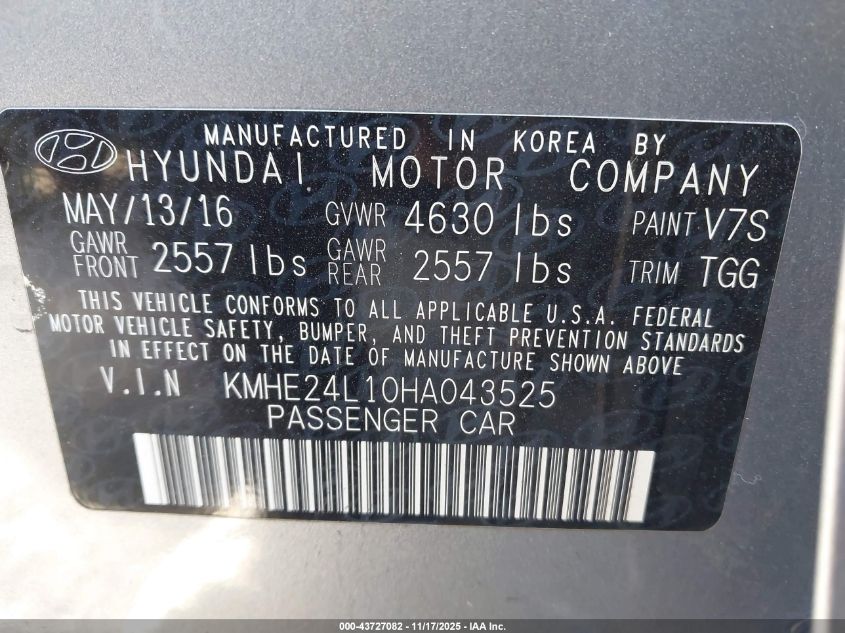 MANUFACTURED IN KOREA BY
HYUNDAI MOTOR COMPANY
MAY/13/16 GVWR 4630 lbs PAINT V7S
GAWR FRONT 2557 lbs GAWR REAR 2557 lbs TRIM TGG
THIS VEHICLE CONFORMS TO ALL APPLICABLE U.S.A. FEDERAL
MOTOR VEHICLE SAFETY, BUMPER, AND THEFT PREVENTION STANDARDS
IN EFFECT ON THE DATE OF MANUFACTURE SHOWN ABOVE
V.I.N KMHE24L10HA043525
PASSENGER CAR
000-43727082 - 11/17/2025 - IAA Inc.